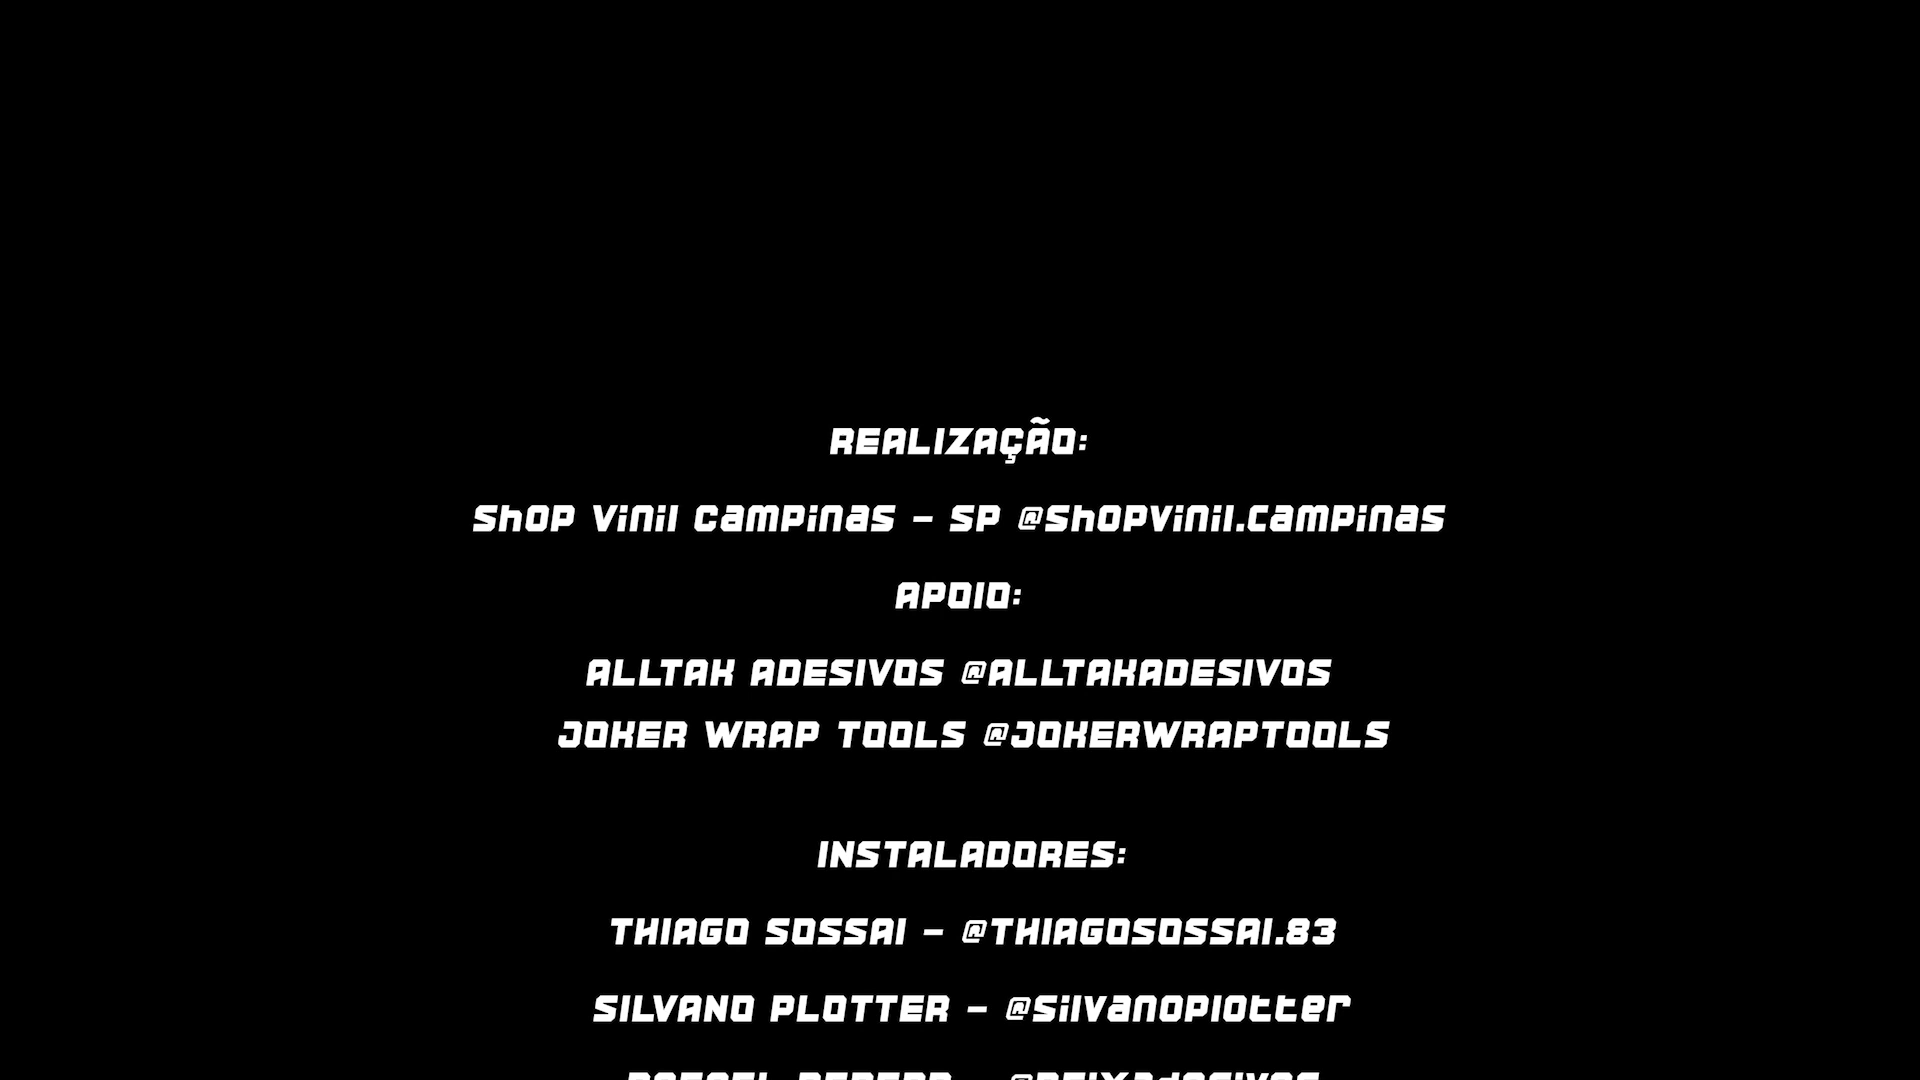 REALIZAÇÃO:
Shop Vinil Campinas - SP @shopvinil.campinas
APOIO:
ALLTAK ADESIVOS @ALLTAKADESIVOS
JOKER WRAP TOOLS @JOKERWRAPTOOLS
INSTALADORES:
THIAGO SOSSAI - @THIAGOSOSSAI.83
SILVANO PLOTTER - @silvanoplotter